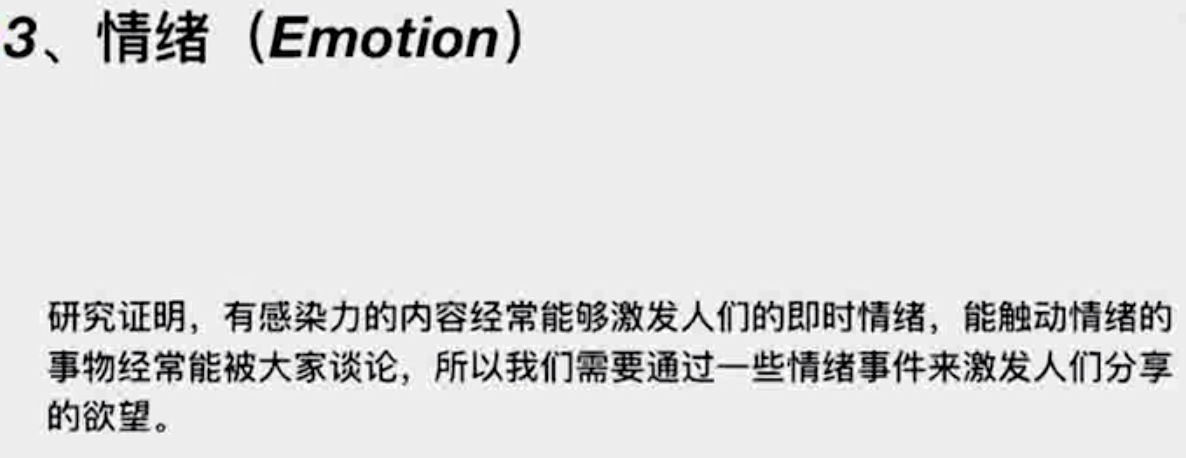 3、情绪（Emotion）
研究证明，有感染力的内容经常能够激发人们的即时情绪，能触动情绪的
事物经常能被大家谈论，所以我们需要通过一些情绪事件来激发人们分享
的欲望。